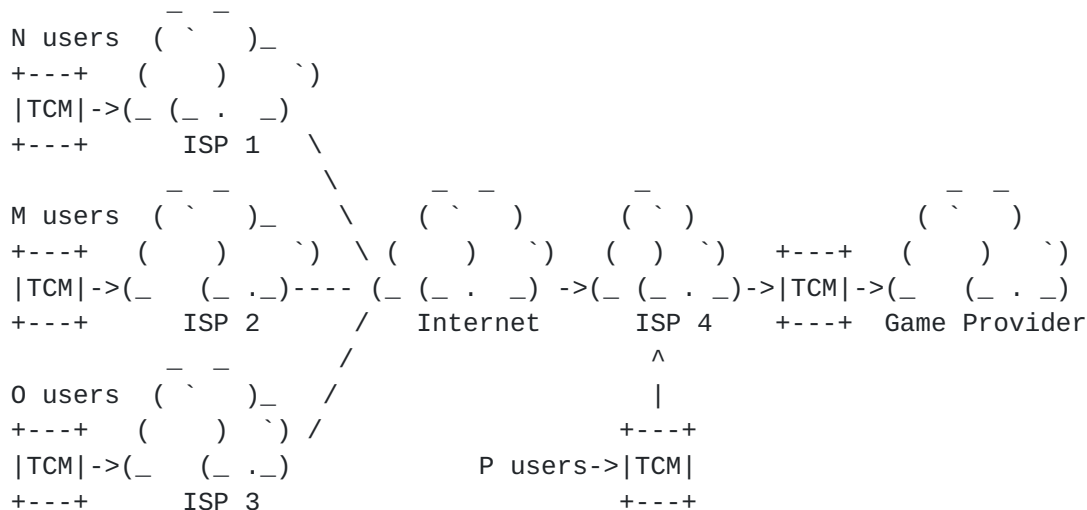 _  _
N users  ( `    )_
+---+   (      )    `)
|TCM|->(_ (_ .  _)
+---+      ISP 1   \
             _  _      \       _  _          _                    _  _
M users  ( `    )_    \    ( `    )      ( ` )              ( `    )
+---+   (      )    `)  \ (      )   `)   (  )  `)   +---+   (      )   `)
|TCM|->(_    (_ ._)---- (_ (_ .  _) ->(_ (_ . _)->|TCM|->(_    (_ . _)
+---+      ISP 2      /   Internet      ISP 4    +---+  Game Provider
             _  _       /                    ^
O users  ( `    )_   /                     |
+---+   (      )  `) /                   +---+
|TCM|->(_   (_ ._)            P users->|TCM|
+---+      ISP 3                         +---+